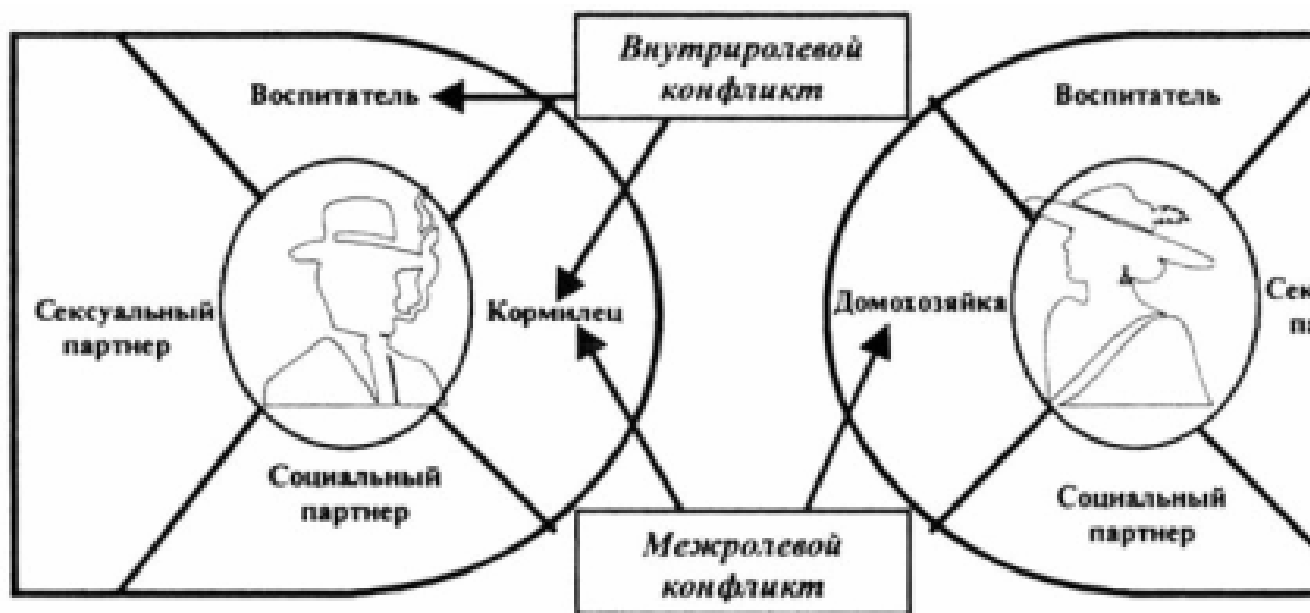 Внутриролевой
конфликт
Воспитатель
Воспитатель
Сексуальный
партнер
Кормилец
Домохозяйка
Социальный
партнер
Социальный
партнер
Межролевой
конфликт